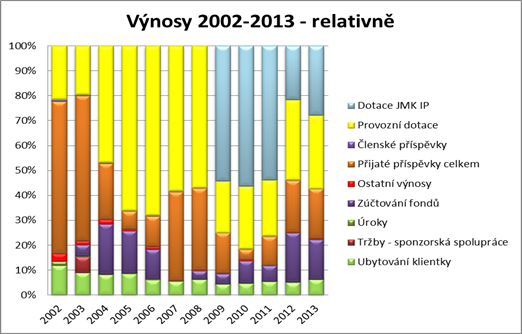 Výnosy 2002-2013 - relativně
100%
90%
80%
70%
60%
50%
40%
30%
20%
10%
0%
2002
2003
2004
2005
2006
2007
2008
2009
2010
2011
2012
2013
Dotace JMK IP
Provozní dotace
Členské příspěvky
Přijaté příspěvky celkem
Ostatní výnosy
Zúčtování fondů
Úroky
Tržby - sponzorská spolupráce
Ubytování klientky